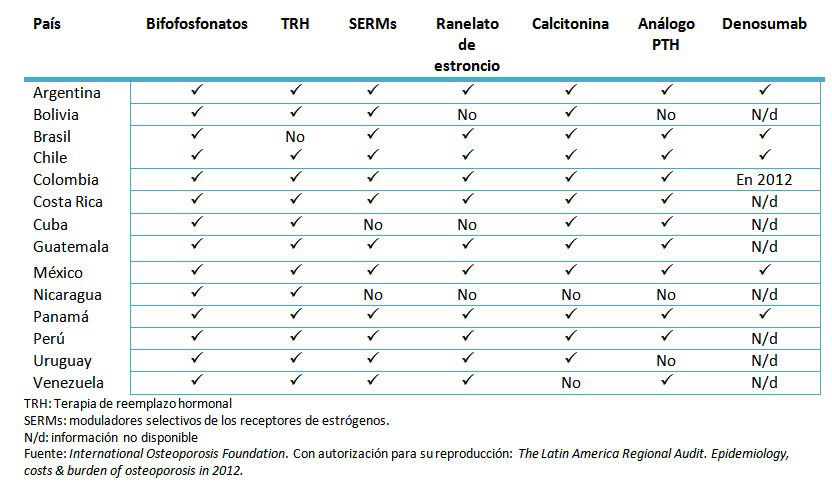 País Bifofosfonatos TRH SERMs Ranelato de estroncio Calcitonina Análogo PTH Denosumab
Argentina ✓ ✓ ✓ ✓ ✓ ✓ ✓
Bolivia ✓ ✓ ✓ No ✓ No N/d
Brasil ✓ No ✓ ✓ ✓ ✓ ✓
Chile ✓ ✓ ✓ ✓ ✓ ✓ ✓
Colombia ✓ ✓ ✓ ✓ ✓ ✓ En 2012
Costa Rica ✓ ✓ ✓ ✓ ✓ ✓ N/d
Cuba ✓ ✓ No No ✓ ✓ N/d
Guatemala ✓ ✓ ✓ ✓ ✓ ✓ N/d
México ✓ ✓ ✓ ✓ ✓ ✓ ✓
Nicaragua ✓ ✓ No No No No N/d
Panamá ✓ ✓ ✓ ✓ ✓ ✓ ✓
Perú ✓ ✓ ✓ ✓ ✓ ✓ N/d
Uruguay ✓ ✓ ✓ ✓ ✓ No N/d
Venezuela ✓ ✓ ✓ ✓ No ✓ N/d
TRH: Terapia de reemplazo hormonal
SERMs: moduladores selectivos de los receptores de estrógenos.
N/d: información no disponible
Fuente: International Osteoporosis Foundation. Con autorización para su reproducción: The Latin America Regional Audit. Epidemiology,
costs & burden of osteoporosis in 2012.